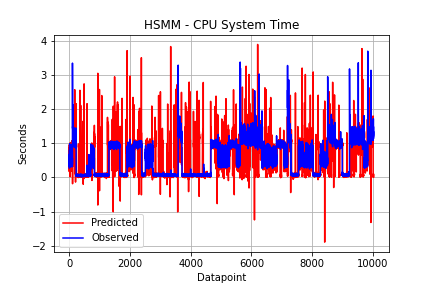 HSMM - CPU System Time
4
3
2
1
0
−1
−2
Seconds
Predicted
Observed
0 2000 4000 6000 8000 10000
Datapoint